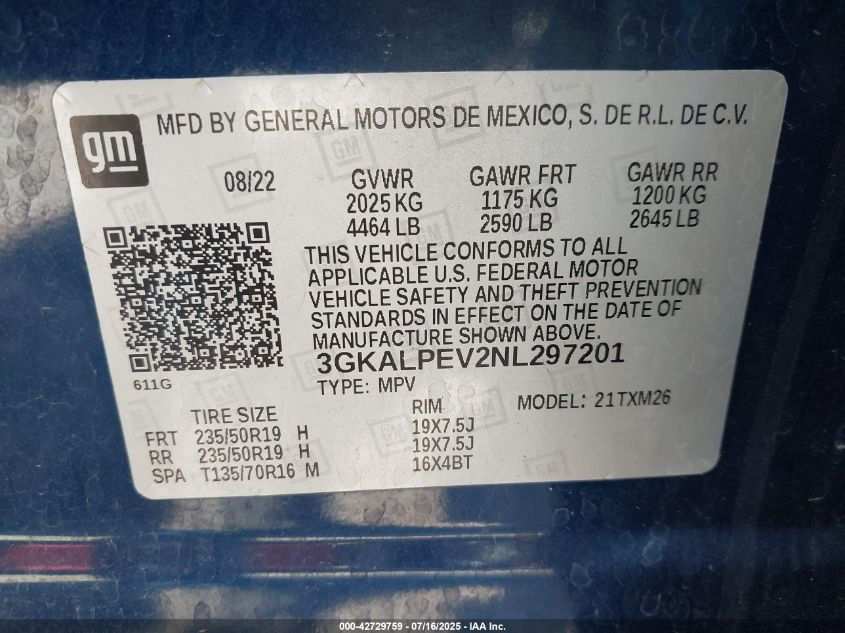 gm
MFD BY GENERAL MOTORS DE MEXICO, S. DE R.L. DE C.V.
08/22 GVWR GAWR FRT GAWR RR
2025 KG 1175 KG 1200 KG
4464 LB 2590 LB 2645 LB
THIS VEHICLE CONFORMS TO ALL
APPLICABLE U.S. FEDERAL MOTOR
VEHICLE SAFETY AND THEFT PREVENTION
STANDARDS IN EFFECT ON THE DATE OF
MANUFACTURE SHOWN ABOVE.
3GKALPEV2NL297201
611G
TYPE: MPV
TIRE SIZE RIM MODEL: 21TXM26
FRT 235/50R19 H 19X7.5J
RR 235/50R19 H 19X7.5J
SPA T135/70R16 M 16X4BT
000-42729759 - 07/16/2025 - IAA Inc.